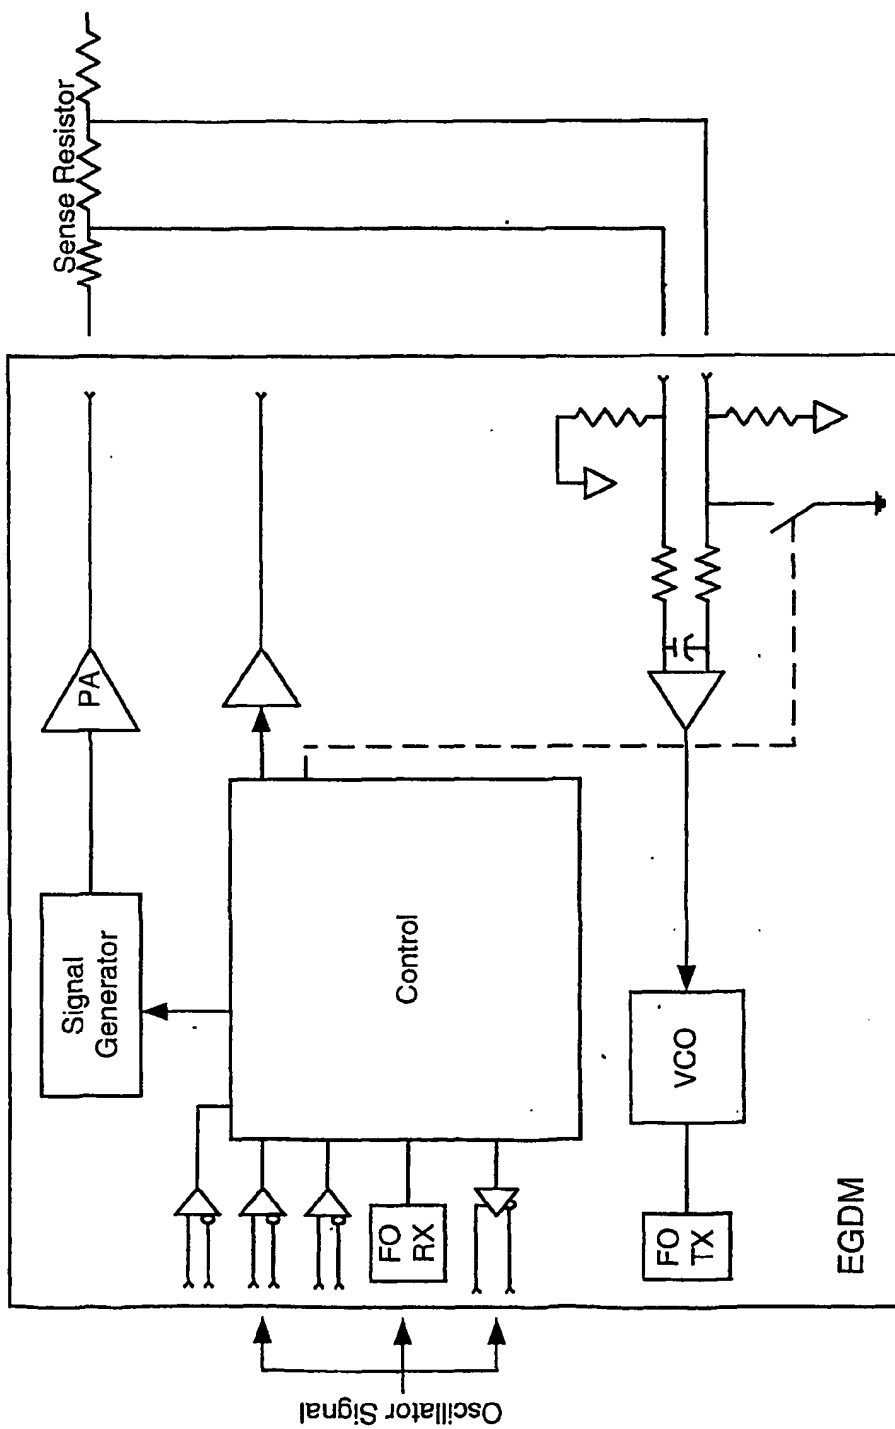 Sense Resistor
PA
Signal
Generator
Control
FO
RX
VCO
FO
TX
EGDM
Oscillator Signal